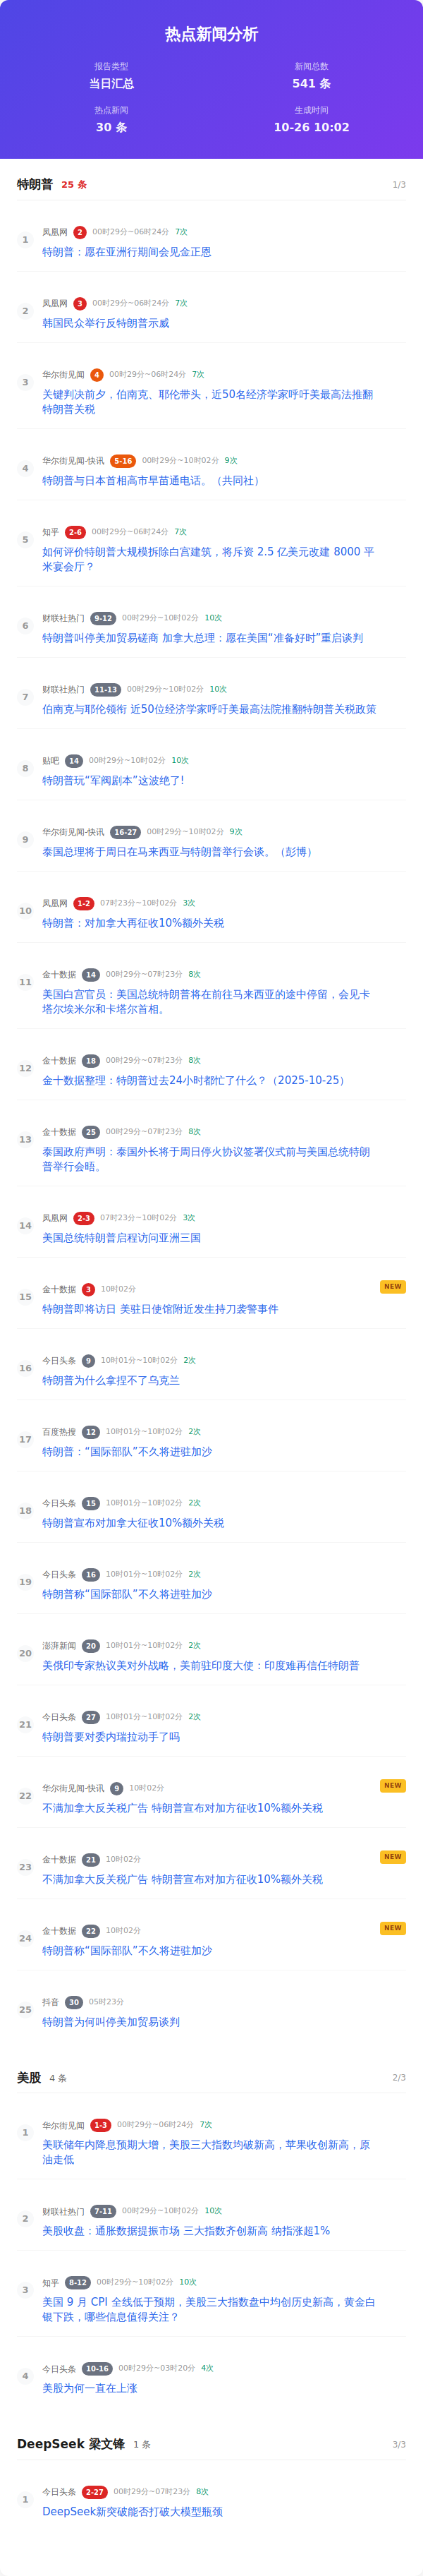 热点新闻分析
报告类型
新闻总数
当日汇总
541 条
热点新闻
生成时间
30 条
10-26 10:02
特朗普 25 条 1/3
1 凤凰网 2 00时29分~06时24分 7次
特朗普：愿在亚洲行期间会见金正恩
2 凤凰网 3 00时29分~06时24分 7次
韩国民众举行反特朗普示威
3 华尔街见闻 4 00时29分~06时24分 7次
关键判决前夕，伯南克、耶伦带头，近50名经济学家呼吁美最高法推翻
特朗普关税
4 华尔街见闻-快讯 5-16 00时29分~10时02分 9次
特朗普与日本首相高市早苗通电话。（共同社）
5 知乎 2-6 00时29分~06时24分 7次
如何评价特朗普大规模拆除白宫建筑，将斥资 2.5 亿美元改建 8000 平
米宴会厅？
6 财联社热门 9-12 00时29分~10时02分 10次
特朗普叫停美加贸易磋商 加拿大总理：愿在美国“准备好时”重启谈判
7 财联社热门 11-13 00时29分~10时02分 10次
伯南克与耶伦领衔 近50位经济学家呼吁美最高法院推翻特朗普关税政策
8 贴吧 14 00时29分~10时02分 10次
特朗普玩“军阀剧本”这波绝了!
9 华尔街见闻-快讯 16-27 00时29分~10时02分 9次
泰国总理将于周日在马来西亚与特朗普举行会谈。（彭博）
10 凤凰网 1-2 07时23分~10时02分 3次
特朗普：对加拿大再征收10%额外关税
11 金十数据 14 00时29分~07时23分 8次
美国白宫官员：美国总统特朗普将在前往马来西亚的途中停留，会见卡
塔尔埃米尔和卡塔尔首相。
12 金十数据 18 00时29分~07时23分 8次
金十数据整理：特朗普过去24小时都忙了什么？（2025-10-25）
13 金十数据 25 00时29分~07时23分 8次
泰国政府声明：泰国外长将于周日停火协议签署仪式前与美国总统特朗
普举行会晤。
14 凤凰网 2-3 07时23分~10时02分 3次
美国总统特朗普启程访问亚洲三国
15 金十数据 3 10时02分 NEW
特朗普即将访日 美驻日使馆附近发生持刀袭警事件
16 今日头条 9 10时01分~10时02分 2次
特朗普为什么拿捏不了乌克兰
17 百度热搜 12 10时01分~10时02分 2次
特朗普：“国际部队”不久将进驻加沙
18 今日头条 15 10时01分~10时02分 2次
特朗普宣布对加拿大征收10%额外关税
19 今日头条 16 10时01分~10时02分 2次
特朗普称“国际部队”不久将进驻加沙
20 澎湃新闻 20 10时01分~10时02分 2次
美俄印专家热议美对外战略，美前驻印度大使：印度难再信任特朗普
21 今日头条 27 10时01分~10时02分 2次
特朗普要对委内瑞拉动手了吗
22 华尔街见闻-快讯 9 10时02分 NEW
不满加拿大反关税广告 特朗普宣布对加方征收10%额外关税
23 金十数据 21 10时02分 NEW
不满加拿大反关税广告 特朗普宣布对加方征收10%额外关税
24 金十数据 22 10时02分 NEW
特朗普称“国际部队”不久将进驻加沙
25 抖音 30 05时23分
特朗普为何叫停美加贸易谈判
美股 4 条 2/3
1 华尔街见闻 1-3 00时29分~06时24分 7次
美联储年内降息预期大增，美股三大指数均破新高，苹果收创新高，原
油走低
2 财联社热门 7-11 00时29分~10时02分 10次
美股收盘：通胀数据提振市场 三大指数齐创新高 纳指涨超1%
3 知乎 8-12 00时29分~10时02分 10次
美国 9 月 CPI 全线低于预期，美股三大指数盘中均创历史新高，黄金白
银下跌，哪些信息值得关注？
4 今日头条 10-16 00时29分~03时20分 4次
美股为何一直在上涨
DeepSeek 梁文锋 1 条 3/3
1 今日头条 2-27 00时29分~07时23分 8次
DeepSeek新突破能否打破大模型瓶颈